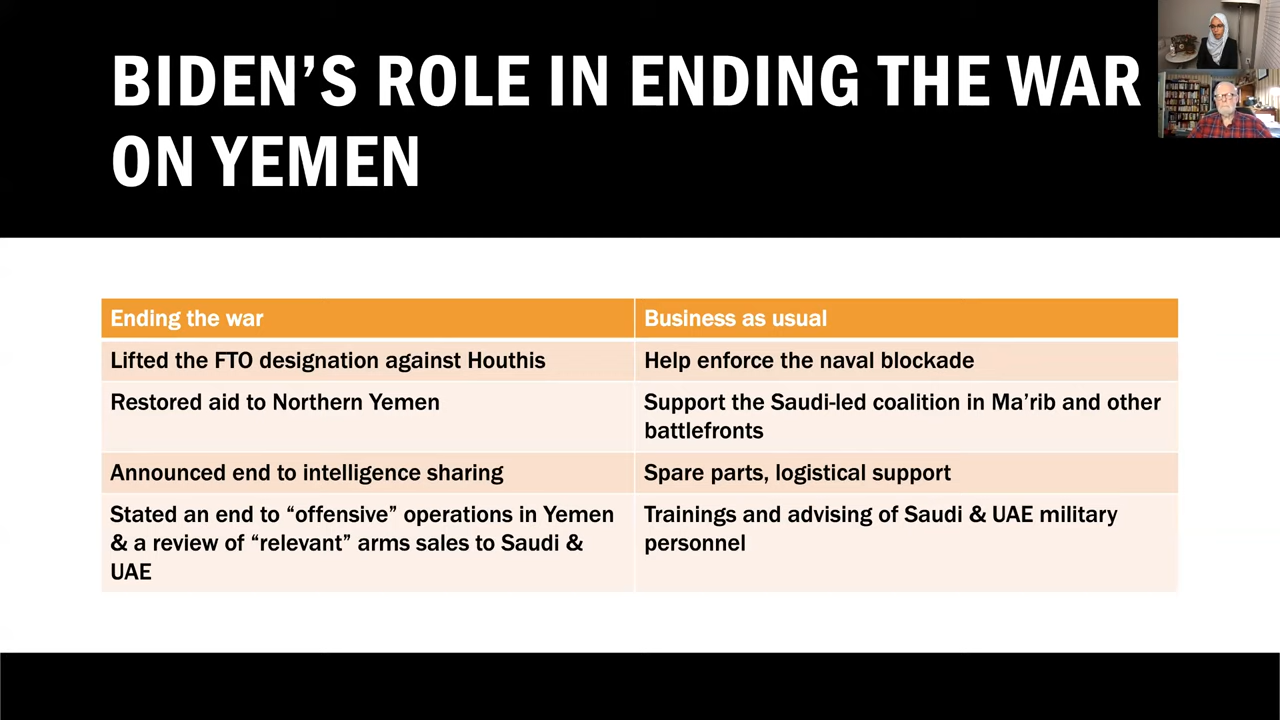 BIDEN’S ROLE IN ENDING THE WAR
ON YEMEN
Ending the war
Business as usual
Lifted the FTO designation against Houthis
Help enforce the naval blockade
Restored aid to Northern Yemen
Support the Saudi-led coalition in Ma’rib and other
battlefronts
Announced end to intelligence sharing
Spare parts, logistical support
Stated an end to “offensive” operations in Yemen
& a review of “relevant” arms sales to Saudi &
UAE
Trainings and advising of Saudi & UAE military
personnel